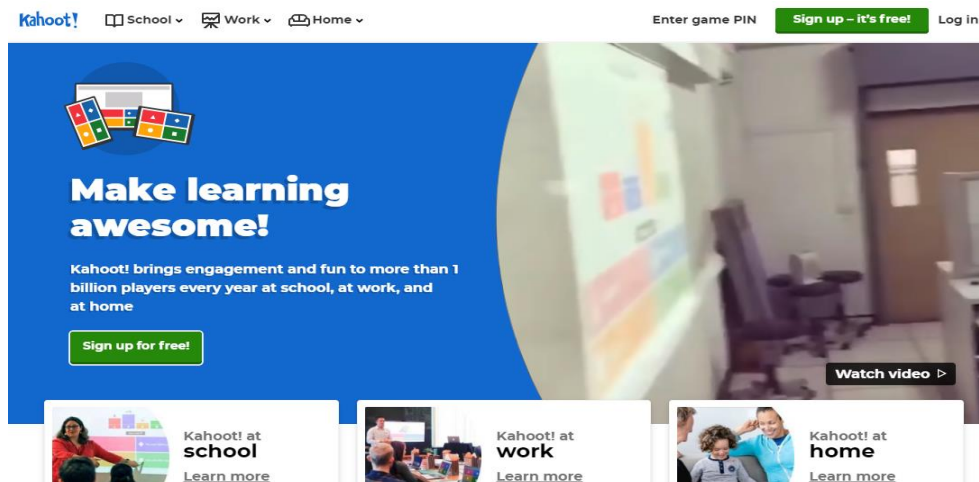 Kahoot!
School
Work
Home
Enter game PIN
Sign up – it's free!
Log in
Make learning
awesome!
Kahoot! brings engagement and fun to more than 1
billion players every year at school, at work, and
at home
Sign up for free!
Watch video
Kahoot! at
school
Learn more
Kahoot! at
work
Learn more
Kahoot! at
home
Learn more